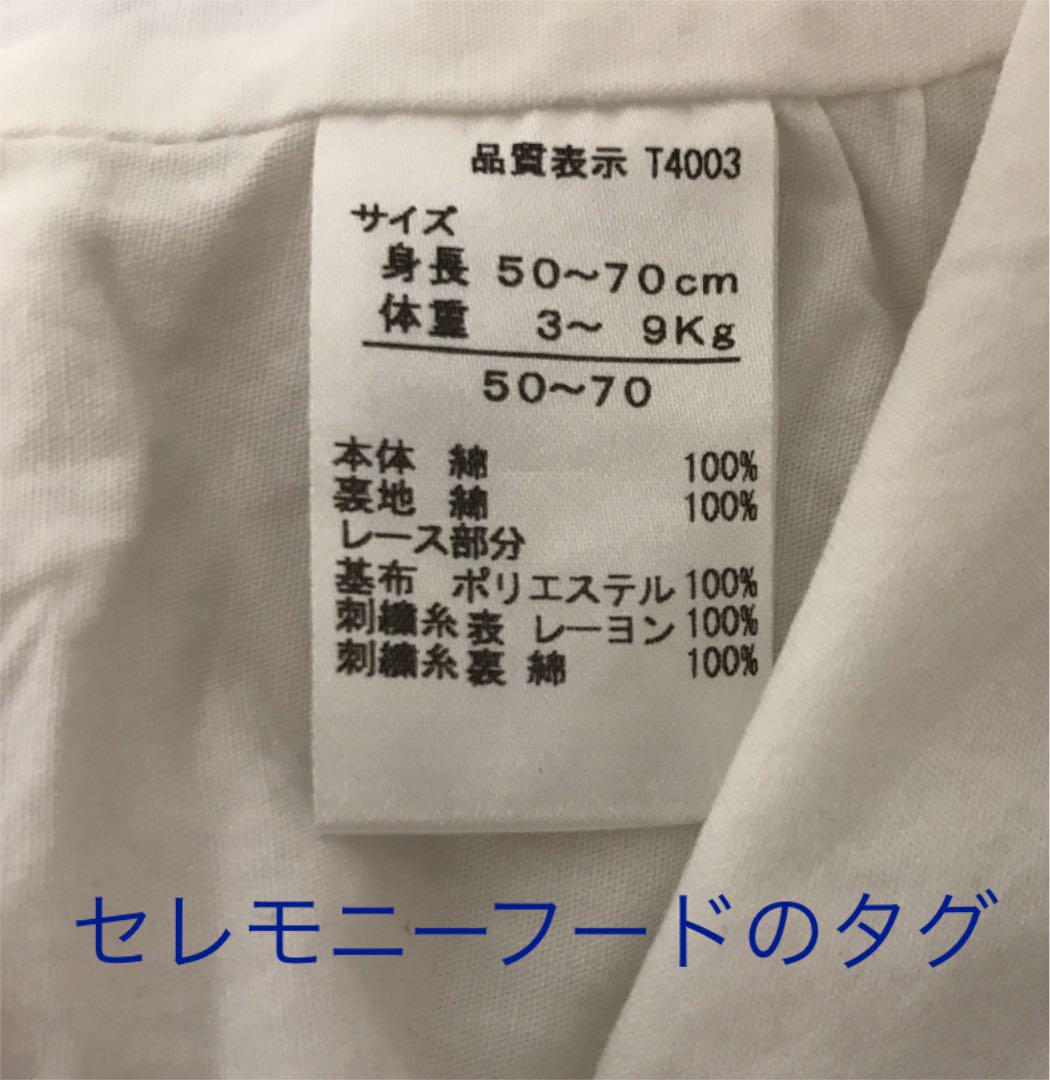 品質表示 T4003
サイズ
身長 50～70cm
体重 3～ 9Kg
50～70
本体 綿 100%
裏地 綿 100%
レース部分
基布 ポリエステル 100%
刺繍糸表 レーヨン 100%
刺繍糸裏 綿 100%
セレモニーフードのタグ